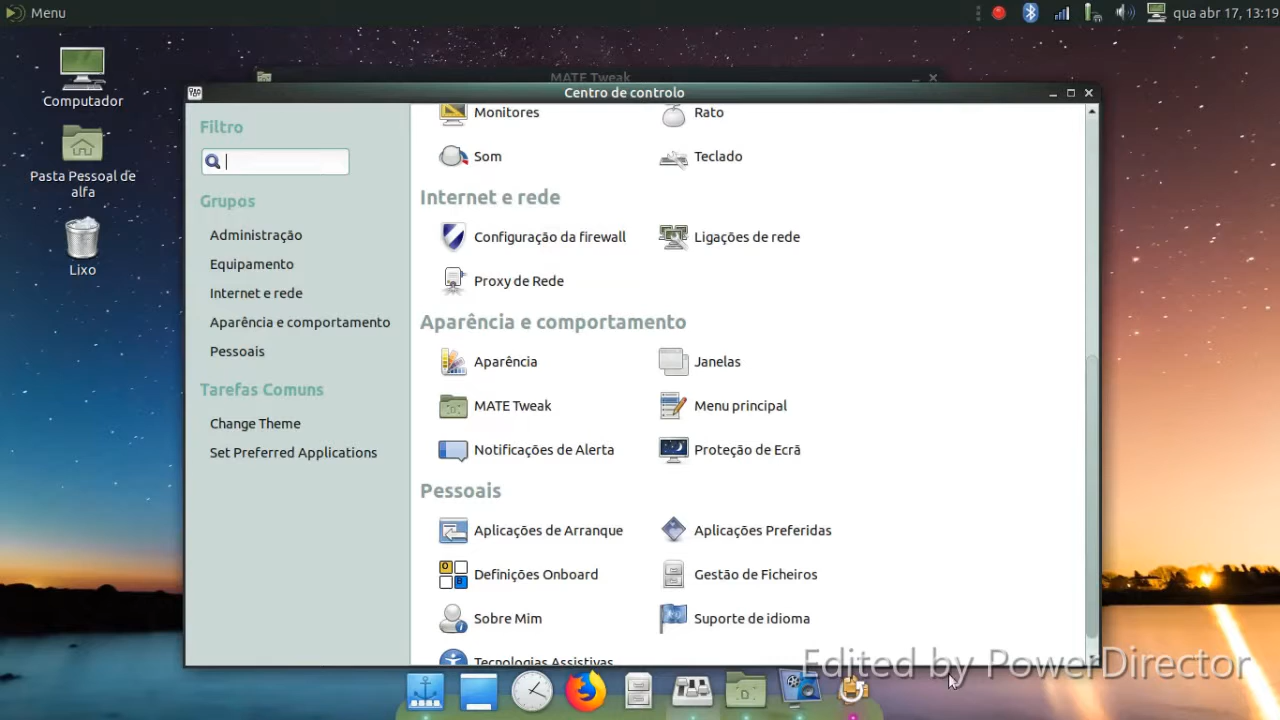 Menu
qua abr 17, 13:19
Computador
Pasta Pessoal de
alfa
Lixo
MATE Tweak
Centro de controlo
Filtro
Grupos
Administração
Equipamento
Internet e rede
Aparência e comportamento
Pessoais
Tarefas Comuns
Change Theme
Set Preferred Applications
Monitores
Rato
Som
Teclado
Internet e rede
Configuração da firewall
Ligações de rede
Proxy de Rede
Aparência e comportamento
Aparência
Janelas
MATE Tweak
Menu principal
Notificações de Alerta
Proteção de Ecrã
Pessoais
Aplicações de Arranque
Aplicações Preferidas
Definições Onboard
Gestão de Ficheiros
Sobre Mim
Suporte de idioma
Tecnologias Assistivas
Edited by PowerDirector